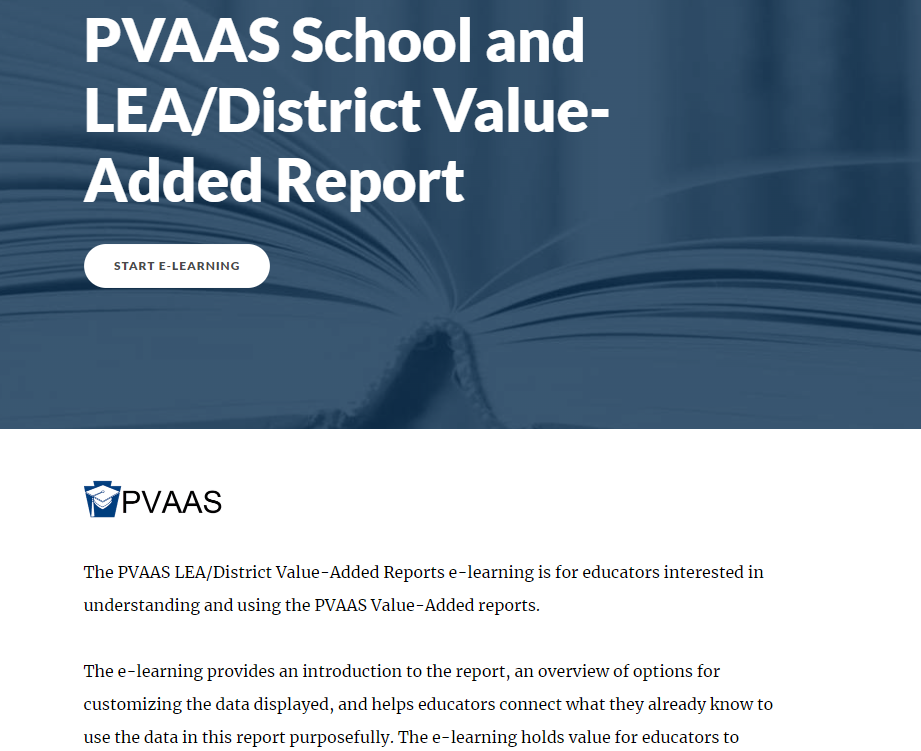 PVAAS School and
LEA/District Value-
Added Report
START E-LEARNING
PVAAS
The PVAAS LEA/District Value-Added Reports e-learning is for educators interested in
understanding and using the PVAAS Value-Added reports.
The e-learning provides an introduction to the report, an overview of options for
customizing the data displayed, and helps educators connect what they already know to
use the data in this report purposefully. The e-learning holds value for educators to